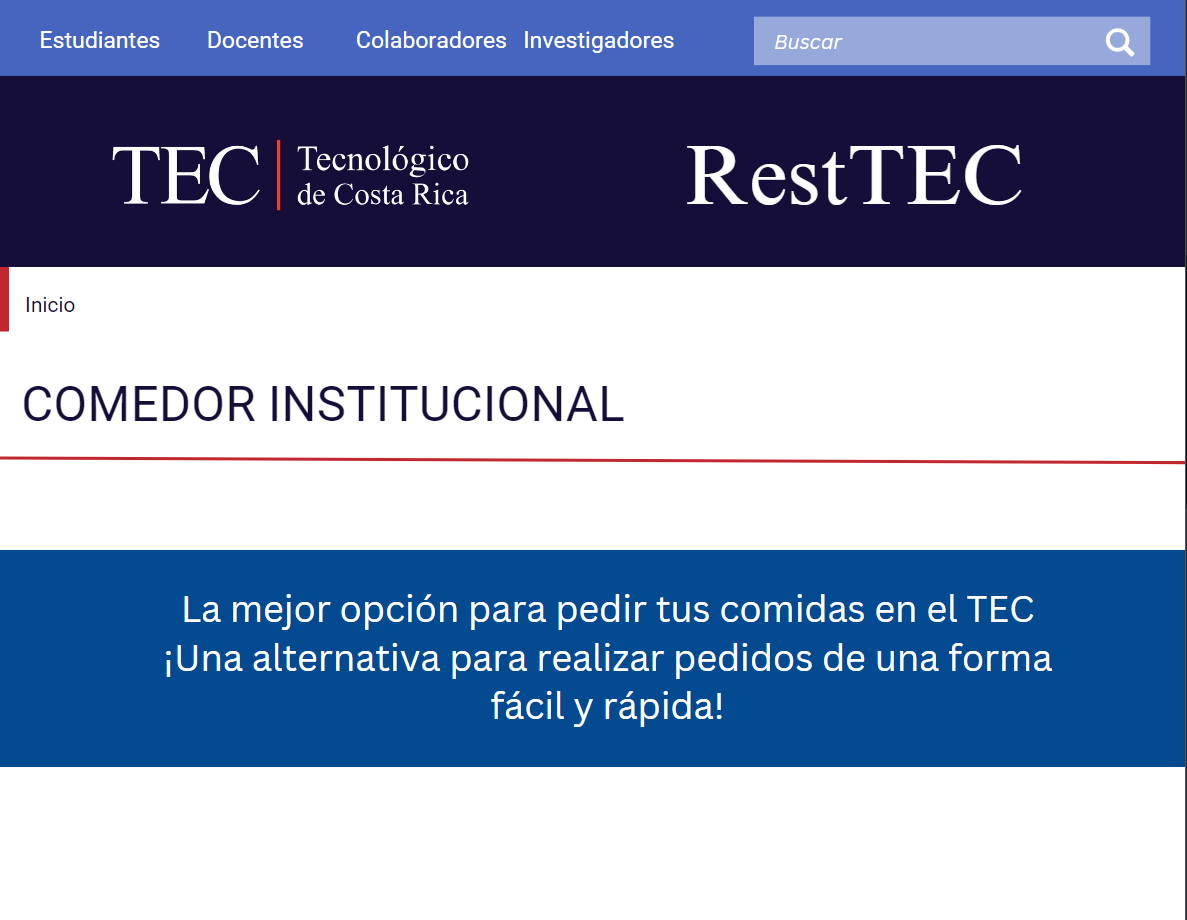 Estudiantes Docentes Colaboradores Investigadores Buscar
TEC Tecnológico de Costa Rica RestTEC
Inicio
COMEDOR INSTITUCIONAL
La mejor opción para pedir tus comidas en el TEC
¡Una alternativa para realizar pedidos de una forma
fácil y rápida!